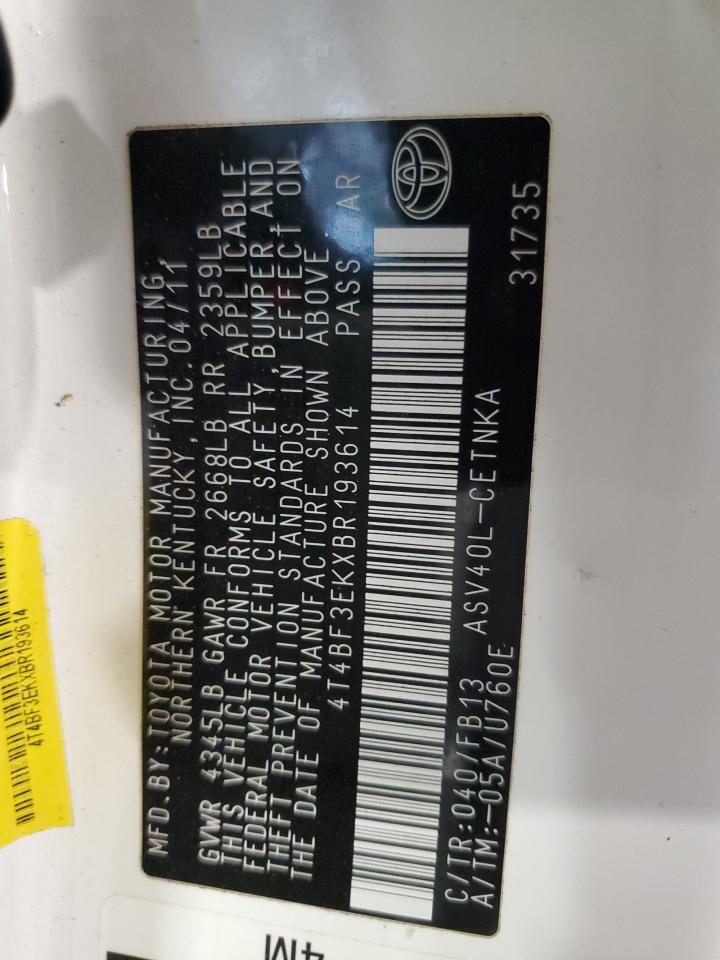 MFD.BY:TOYOTA MOTOR MANUFACTURING,
NORTHERN KENTUCKY, INC. 04/11
GVWR 4345LB GAWR FR 2668LB RR 2359LB
THIS VEHICLE CONFORMS TO ALL APPLICABLE
FEDERAL MOTOR VEHICLE SAFETY, BUMPER, AND
THEFT PREVENTION STANDARDS IN EFFECT ON
THE DATE OF MANUFACTURE SHOWN ABOVE
4T4BF3EKXBR193614 PASS CAR
C/TR:040/FB13 ASV40L-CETNKA
A/TM:-05A/U760E 31735
4T4BF3EKXBR193614
4M